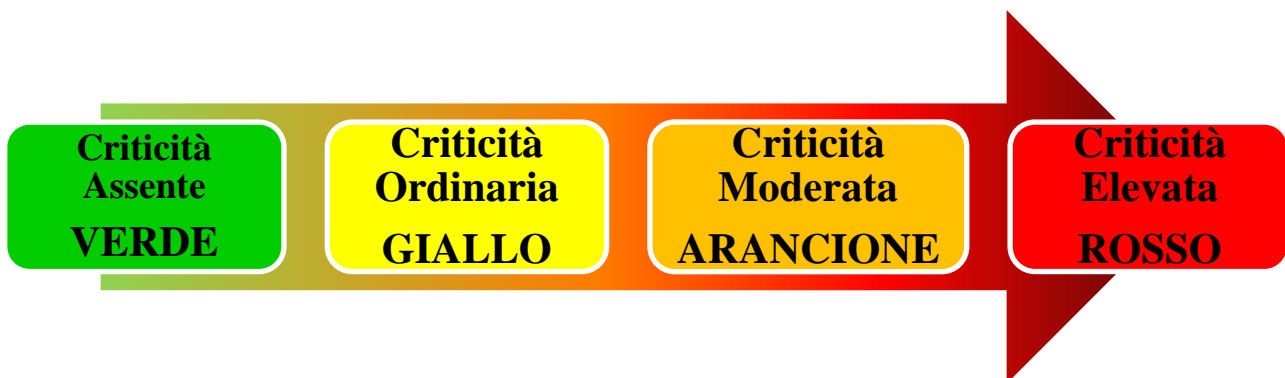 Criticità
Assente
VERDE
Criticità
Ordinaria
GIALLO
Criticità
Moderata
ARANCIONE
Criticità
Elevata
ROSSO